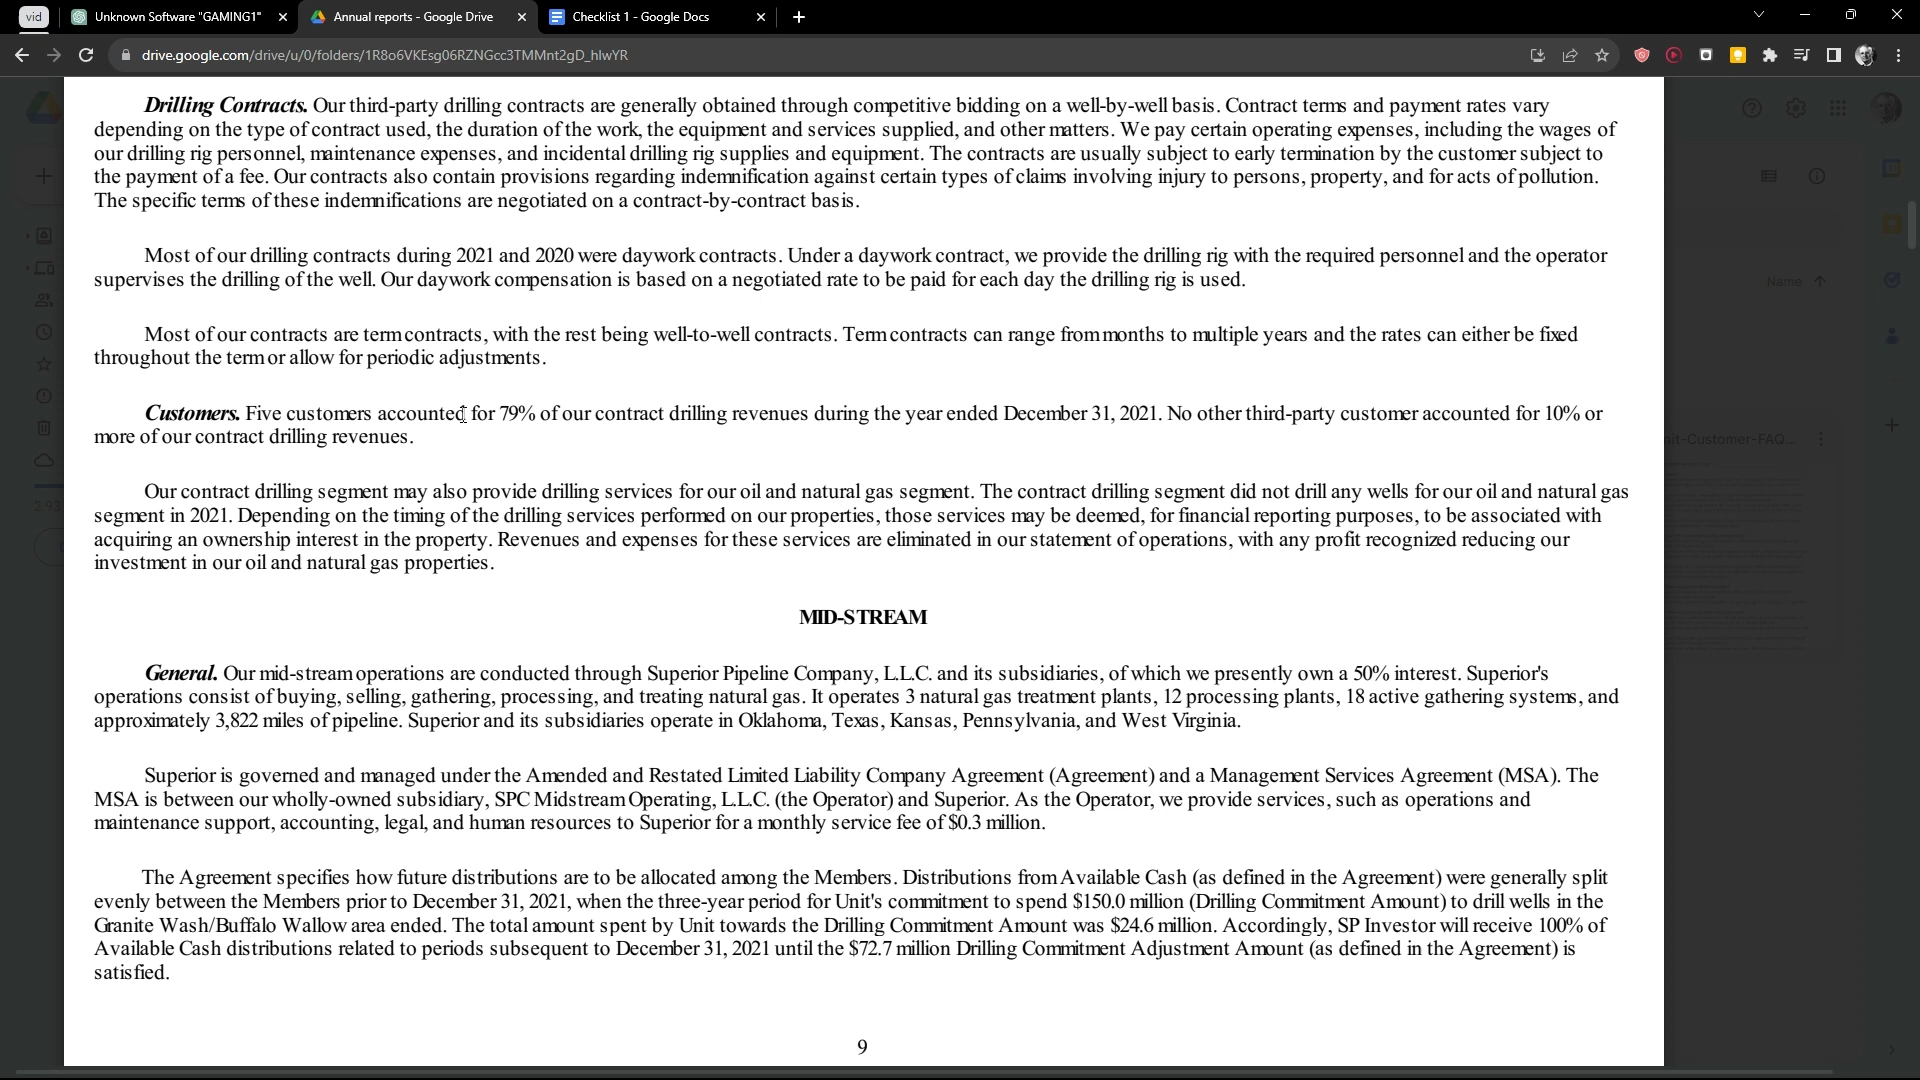 vid
Unknown Software "GAMING1"
Annual reports - Google Drive
Checklist 1 - Google Docs
drive.google.com/drive/u/0/folders/1R8o6VKEsg06RZNGcc3TMMnt2gD_hIwYR
Drilling Contracts. Our third-party drilling contracts are generally obtained through competitive bidding on a well-by-well basis. Contract terms and payment rates vary
depending on the type of contract used, the duration of the work, the equipment and services supplied, and other matters. We pay certain operating expenses, including the wages of
our drilling rig personnel, maintenance expenses, and incidental drilling rig supplies and equipment. The contracts are usually subject to early termination by the customer subject to
the payment of a fee. Our contracts also contain provisions regarding indemnification against certain types of claims involving injury to persons, property, and for acts of pollution.
The specific terms of these indemnifications are negotiated on a contract-by-contract basis.
Most of our drilling contracts during 2021 and 2020 were daywork contracts. Under a daywork contract, we provide the drilling rig with the required personnel and the operator
supervises the drilling of the well. Our daywork compensation is based on a negotiated rate to be paid for each day the drilling rig is used.
Name
Most of our contracts are term contracts, with the rest being well-to-well contracts. Term contracts can range from months to multiple years and the rates can either be fixed
throughout the term or allow for periodic adjustments.
Customers. Five customers accounted for 79% of our contract drilling revenues during the year ended December 31, 2021. No other third-party customer accounted for 10% or
more of our contract drilling revenues.
nit-Customer-FAQ...
Our contract drilling segment may also provide drilling services for our oil and natural gas segment. The contract drilling segment did not drill any wells for our oil and natural gas
segment in 2021. Depending on the timing of the drilling services performed on our properties, those services may be deemed, for financial reporting purposes, to be associated with
acquiring an ownership interest in the property. Revenues and expenses for these services are eliminated in our statement of operations, with any profit recognized reducing our
investment in our oil and natural gas properties.
2.93
MID-STREAM
General. Our mid-stream operations are conducted through Superior Pipeline Company, L.L.C. and its subsidiaries, of which we presently own a 50% interest. Superior's
operations consist of buying, selling, gathering, processing, and treating natural gas. It operates 3 natural gas treatment plants, 12 processing plants, 18 active gathering systems, and
approximately 3,822 miles of pipeline. Superior and its subsidiaries operate in Oklahoma, Texas, Kansas, Pennsylvania, and West Virginia.
Superior is governed and managed under the Amended and Restated Limited Liability Company Agreement (Agreement) and a Management Services Agreement (MSA). The
MSA is between our wholly-owned subsidiary, SPC Midstream Operating, L.L.C. (the Operator) and Superior. As the Operator, we provide services, such as operations and
maintenance support, accounting, legal, and human resources to Superior for a monthly service fee of $0.3 million.
The Agreement specifies how future distributions are to be allocated among the Members. Distributions from Available Cash (as defined in the Agreement) were generally split
evenly between the Members prior to December 31, 2021, when the three-year period for Unit's commitment to spend $150.0 million (Drilling Commitment Amount) to drill wells in the
Granite Wash/Buffalo Wallow area ended. The total amount spent by Unit towards the Drilling Commitment Amount was $24.6 million. Accordingly, SP Investor will receive 100% of
Available Cash distributions related to periods subsequent to December 31, 2021 until the $72.7 million Drilling Commitment Adjustment Amount (as defined in the Agreement) is
satisfied.
9